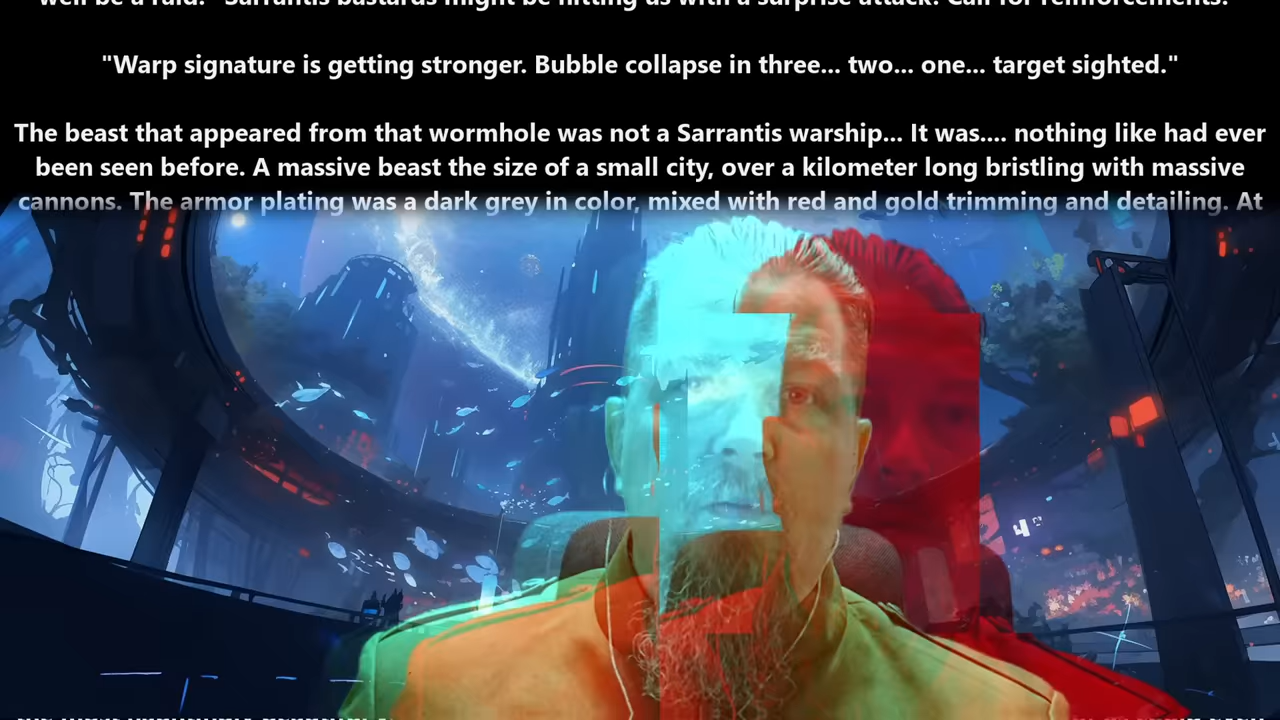 well be a raid. "Sarrantis bastards might be hitting us with a surprise attack! Call for reinforcements."
"Warp signature is getting stronger. Bubble collapse in three... two... one... target sighted."
The beast that appeared from that wormhole was not a Sarrantis warship... It was.... nothing like had ever
been seen before. A massive beast the size of a small city, over a kilometer long bristling with massive
cannons. The armor plating was a dark grey in color, mixed with red and gold trimming and detailing. At